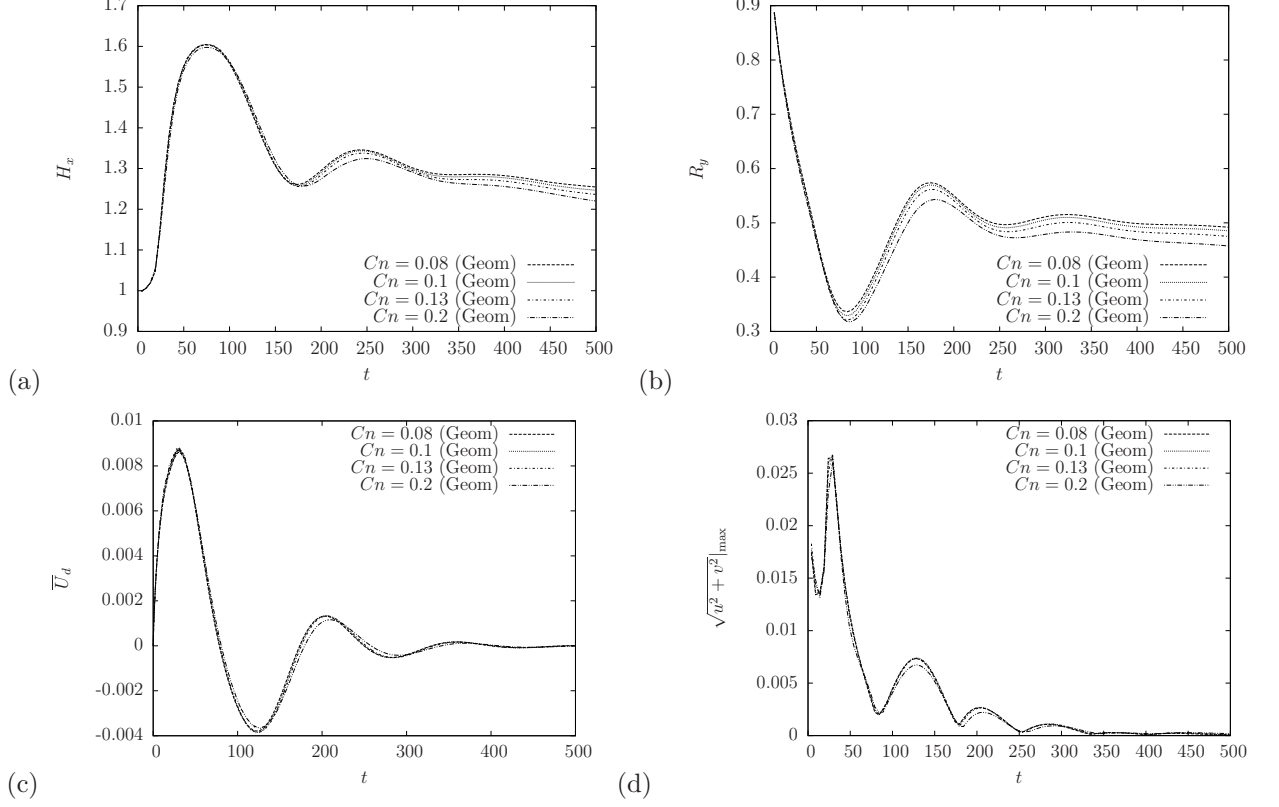 1.7
1.6
1.5
1.4
1.3
1.2
1.1
1
0.9
H_x
Cn = 0.08 (Geom)
Cn = 0.1 (Geom)
Cn = 0.13 (Geom)
Cn = 0.2 (Geom)
0 50 100 150 200 250 300 350 400 450 500
t
(a)
0.9
0.8
0.7
0.6
0.5
0.4
0.3
R_y
Cn = 0.08 (Geom)
Cn = 0.1 (Geom)
Cn = 0.13 (Geom)
Cn = 0.2 (Geom)
0 50 100 150 200 250 300 350 400 450 500
t
(b)
0.01
0.008
0.006
0.004
0.002
0
-0.002
-0.004
U̅_d
Cn = 0.08 (Geom)
Cn = 0.1 (Geom)
Cn = 0.13 (Geom)
Cn = 0.2 (Geom)
0 100 200 300 400 500
t
(c)
0.03
0.025
0.02
0.015
0.01
0.005
0
√(u² + v²)|max
Cn = 0.08 (Geom)
Cn = 0.1 (Geom)
Cn = 0.13 (Geom)
Cn = 0.2 (Geom)
0 50 100 150 200 250 300 350 400 450 500
t
(d)